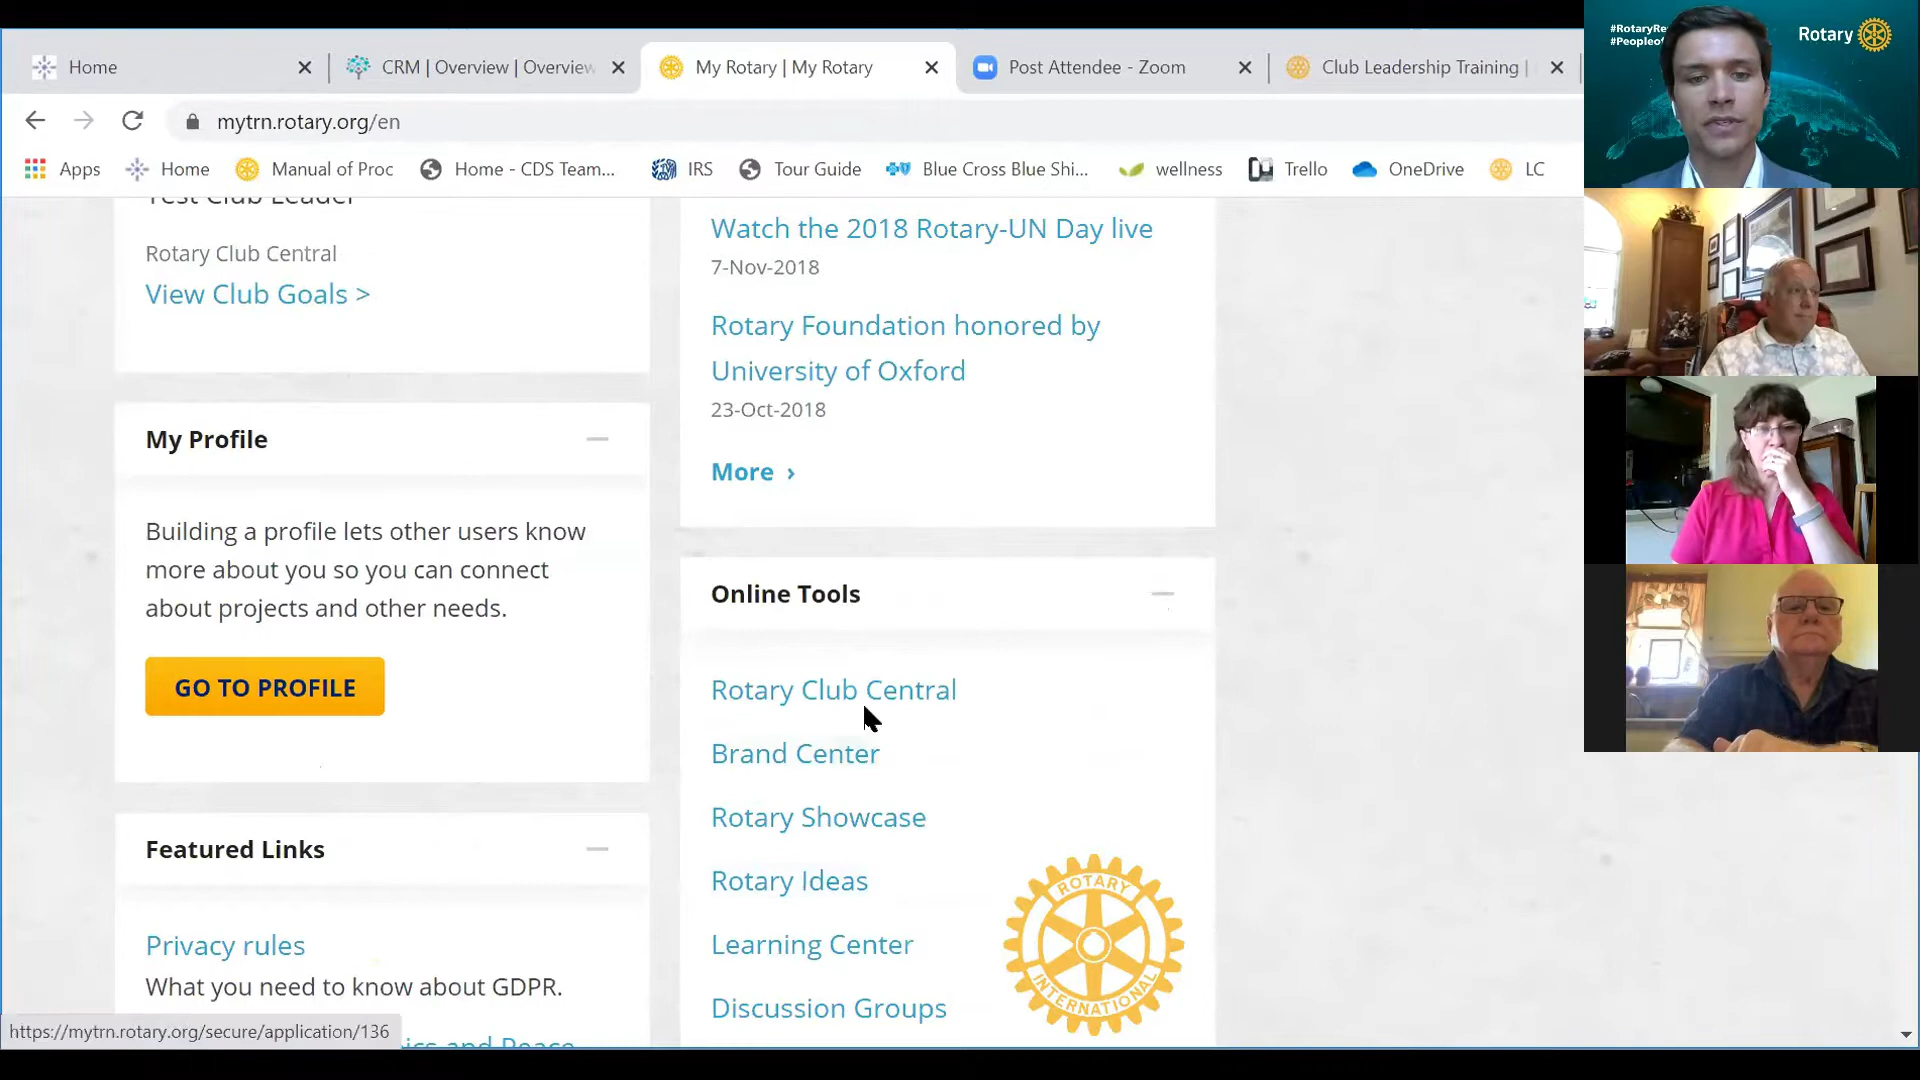 Home
CRM | Overview | Overview
My Rotary | My Rotary
Post Attendee - Zoom
Club Leadership Training |
mytrn.rotary.org/en
Apps
Home
Manual of Proc
Home - CDS Team...
IRS
Tour Guide
Blue Cross Blue Shi...
wellness
Trello
OneDrive
LC
Test Club Leader
Rotary Club Central
View Club Goals >
My Profile
Building a profile lets other users know
more about you so you can connect
about projects and other needs.
GO TO PROFILE
Featured Links
Privacy rules
What you need to know about GDPR.
ics and Peace
https://mytrn.rotary.org/secure/application/136
Watch the 2018 Rotary-UN Day live
7-Nov-2018
Rotary Foundation honored by
University of Oxford
23-Oct-2018
More ›
Online Tools
Rotary Club Central
Brand Center
Rotary Showcase
Rotary Ideas
Learning Center
Discussion Groups
ROTARY
INTERNATIONAL
#RotaryRe
#Peopleo
Rotary